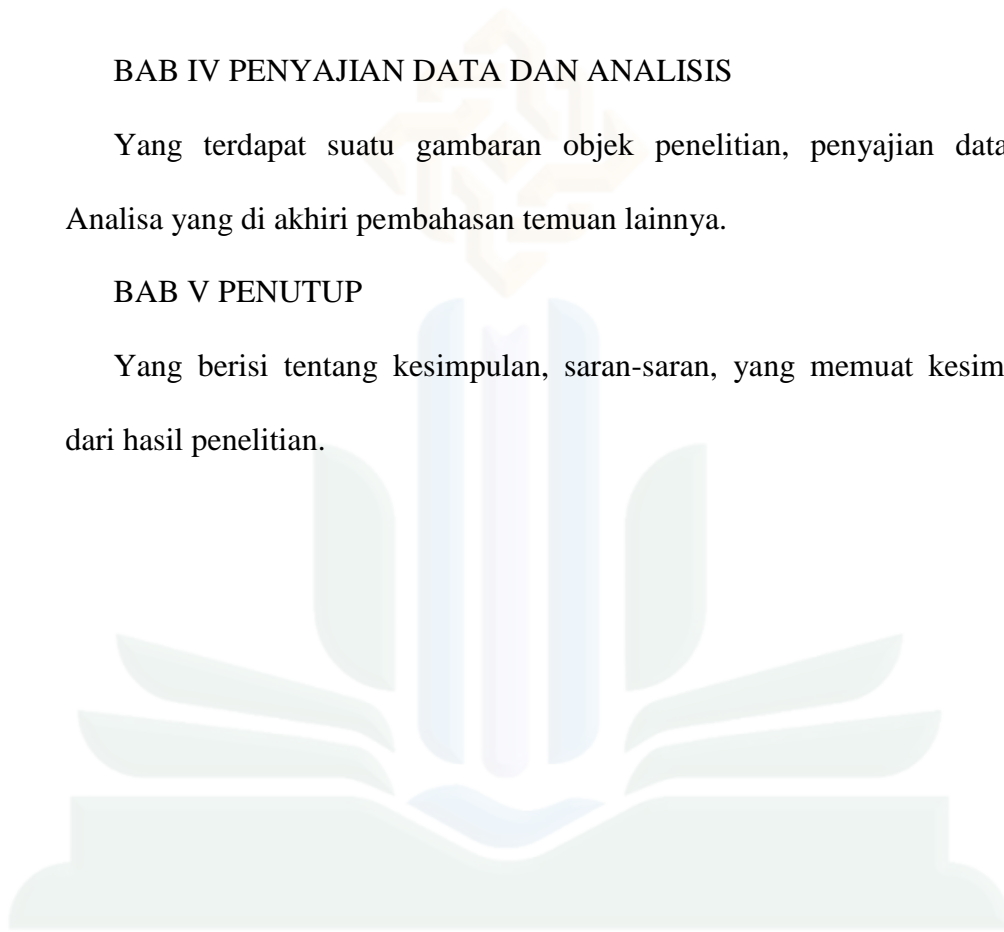 BAB IV PENYAJIAN DATA DAN ANALISIS
Yang terdapat suatu gambaran objek penelitian, penyajian data
Analisa yang di akhiri pembahasan temuan lainnya.
BAB V PENUTUP
Yang berisi tentang kesimpulan, saran-saran, yang memuat kesim
dari hasil penelitian.